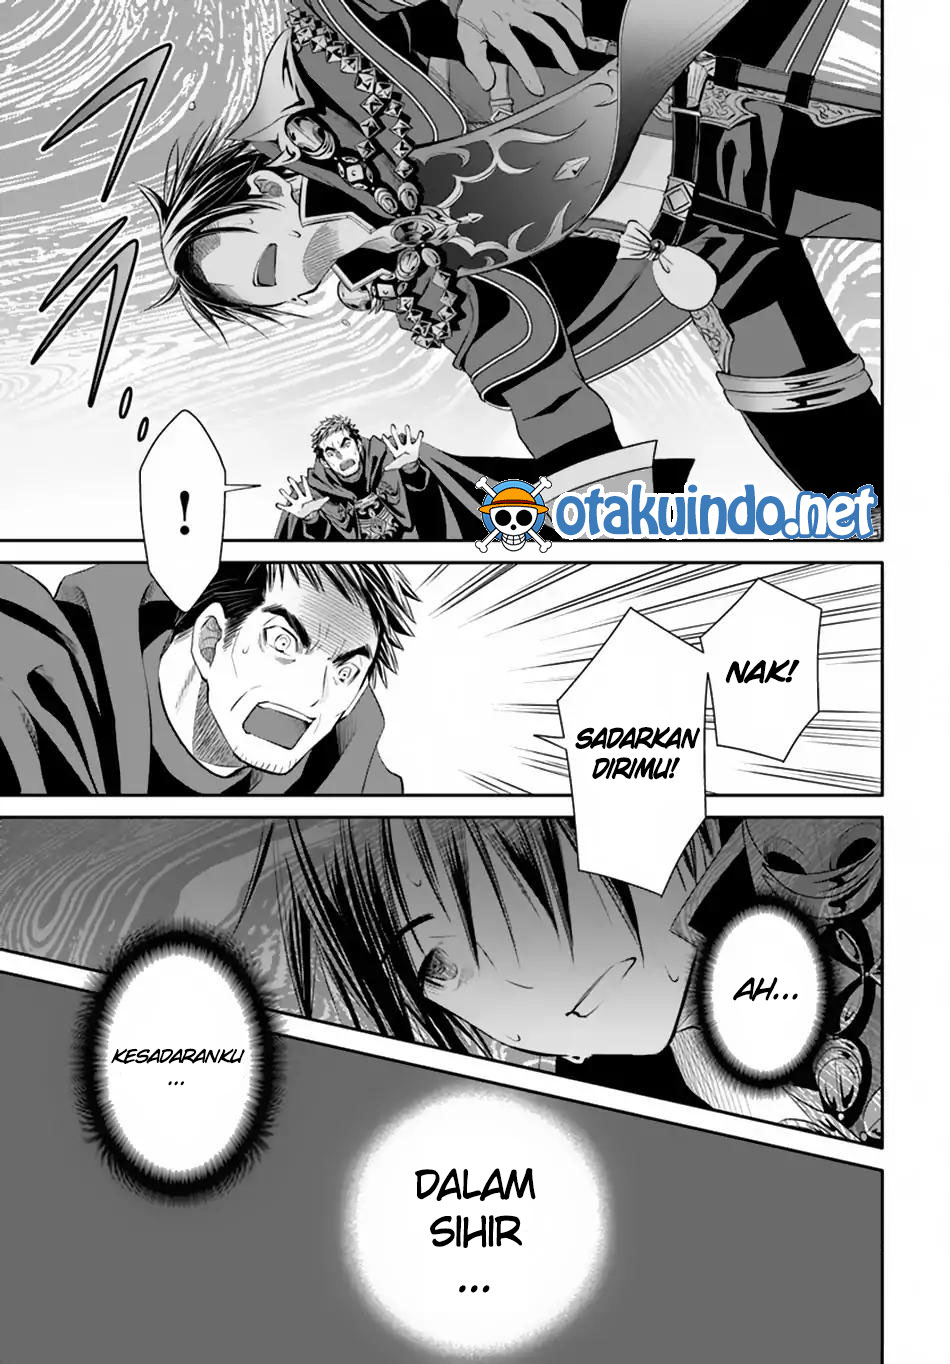 otakuindo.net
!
NAK!
SADARKAN
DIRIMU!
AH...
KESADARANKU
...
DALAM
SIHIR
...